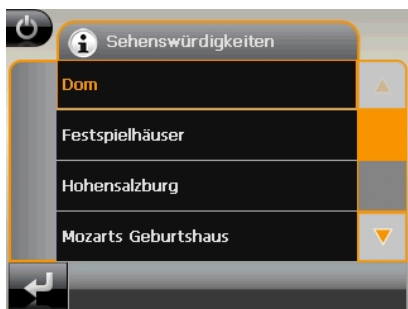 Sehenswürdigkeiten
Dom
Festspielhäuser
Hohensalzburg
Mozarts Geburtshaus